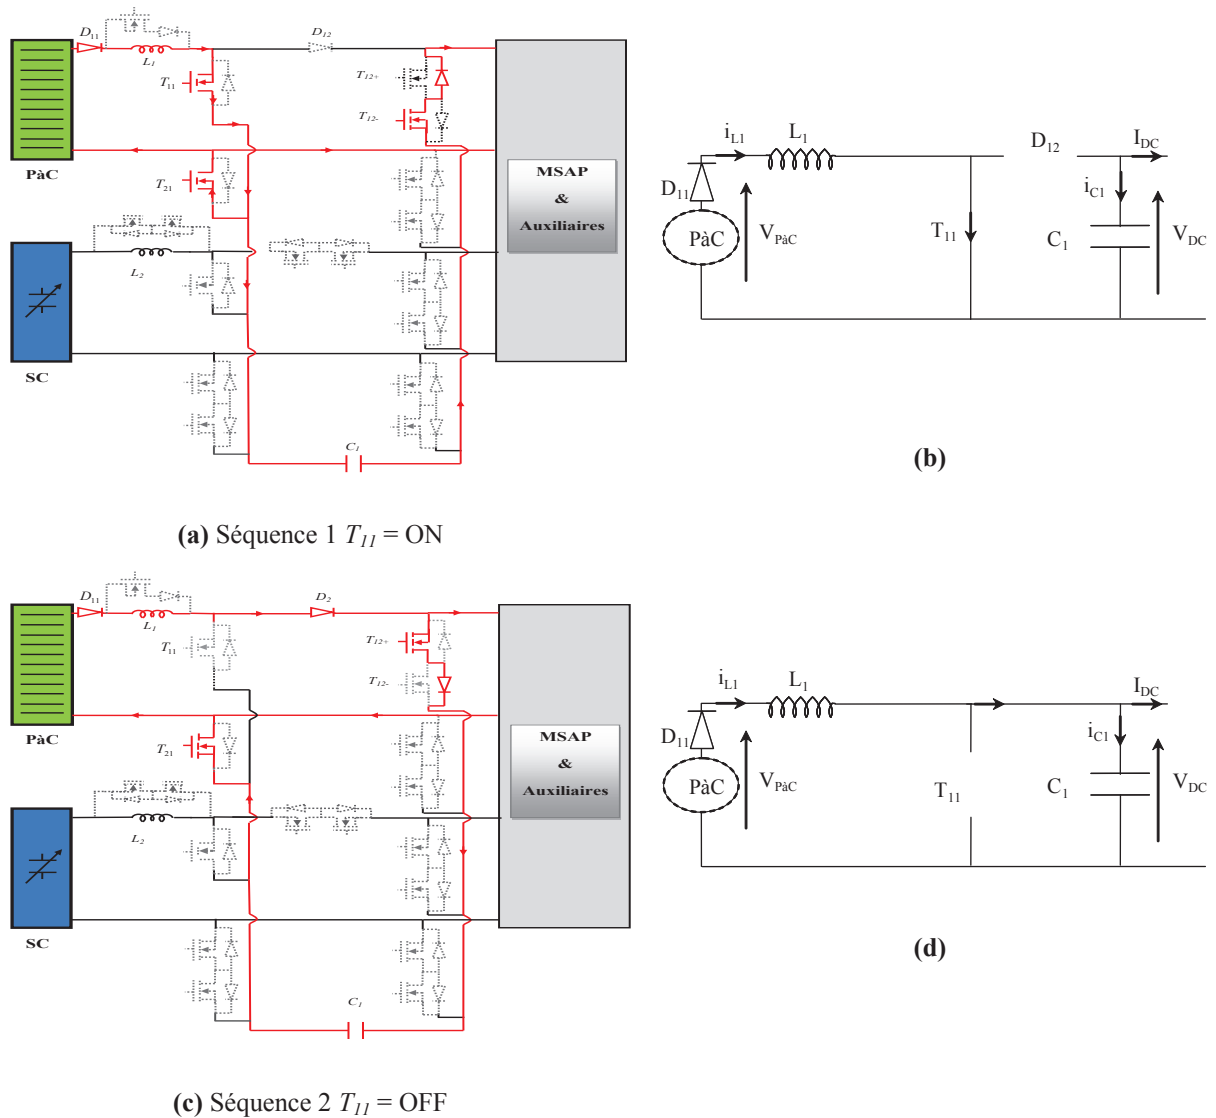 D11
L1
D12
T11
T12+
T12-
PàC
T21
MSAP
&
Auxiliaires
L2
SC
C1
(a) Séquence 1 T11 = ON
iL1
L1
D12
IDC
D11
iC1
PàC
VPàC
T11
C1
VDC
(b)
D11
L1
D2
T11
T12+
T12-
PàC
T21
MSAP
&
Auxiliaires
L2
SC
C1
(c) Séquence 2 T11 = OFF
iL1
L1
IDC
D11
iC1
PàC
VPàC
T11
C1
VDC
(d)